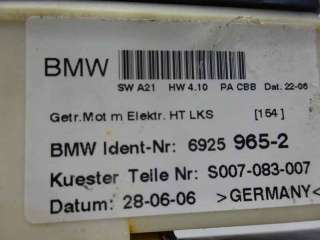 BMW
SW A21 HW 4.10 PA CBB Dat. 22-06
Getr.Mot m Elektr. HT LKS [154]
BMW Ident-Nr: 6925 965-2
Kuester Teile Nr: S007-083-007
Datum: 28-06-06 >GERMANY<